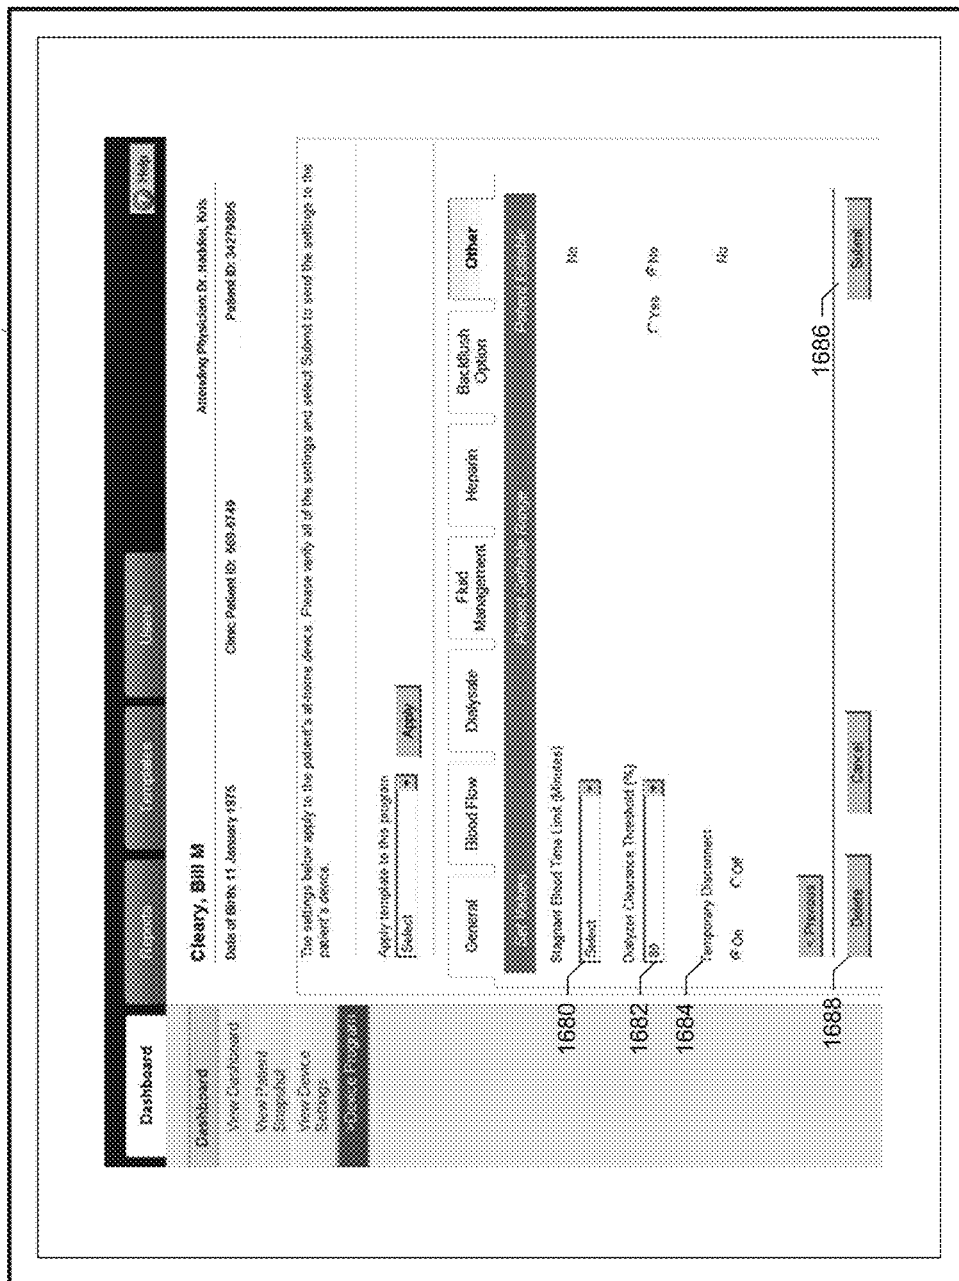 Dashboard
Help
Cleary, Bill M
Attending Physician: Dr. Madden, Kris
Date of Birth: 11 January 1975
Clinic Patient ID: 569-8749
Patient ID: 34279885
Dashboard
View Dashboard
View Patient
Snapshot
View Device
Settings
The settings below apply to the patient's at-home device. Please verify all of the settings and select Submit to send the settings to the
patient's device.
Apply template to this program
Select
Apply
General
Blood Flow
Dialysate
Fluid
Management
Heparin
Backflush
Option
Other
Stagnant Blood Time Limit (Minutes)
Select
No
1680
Dialyzer Clearance Threshold (%)
80
Yes
No
1682
Temporary Disconnect
On
Off
No
1684
< Previous
1686
1688
Delete
Cancel
Submit